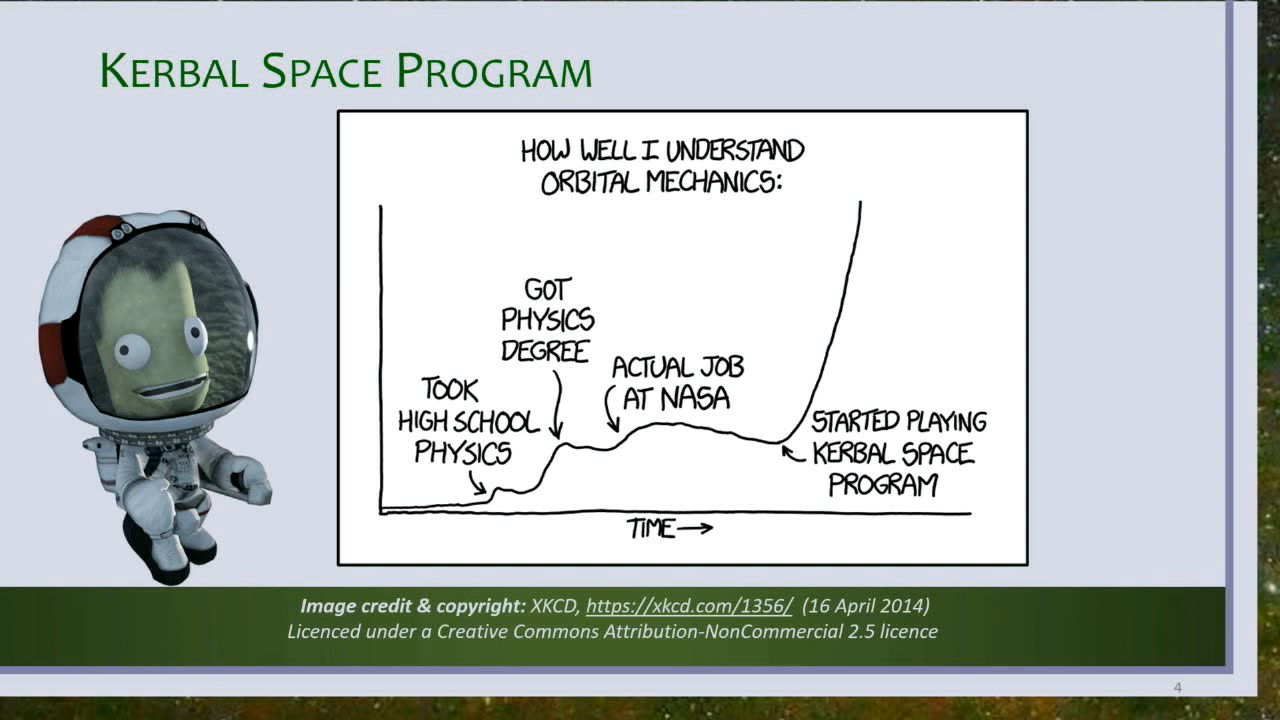 KERBAL SPACE PROGRAM
HOW WELL I UNDERSTAND
ORBITAL MECHANICS:
GOT
PHYSICS
DEGREE
TOOK
HIGH SCHOOL
PHYSICS
ACTUAL JOB
AT NASA
STARTED PLAYING
KERBAL SPACE
PROGRAM
TIME
Image credit & copyright: XKCD, https://xkcd.com/1356/ (16 April 2014)
Licenced under a Creative Commons Attribution-NonCommercial 2.5 licence
4